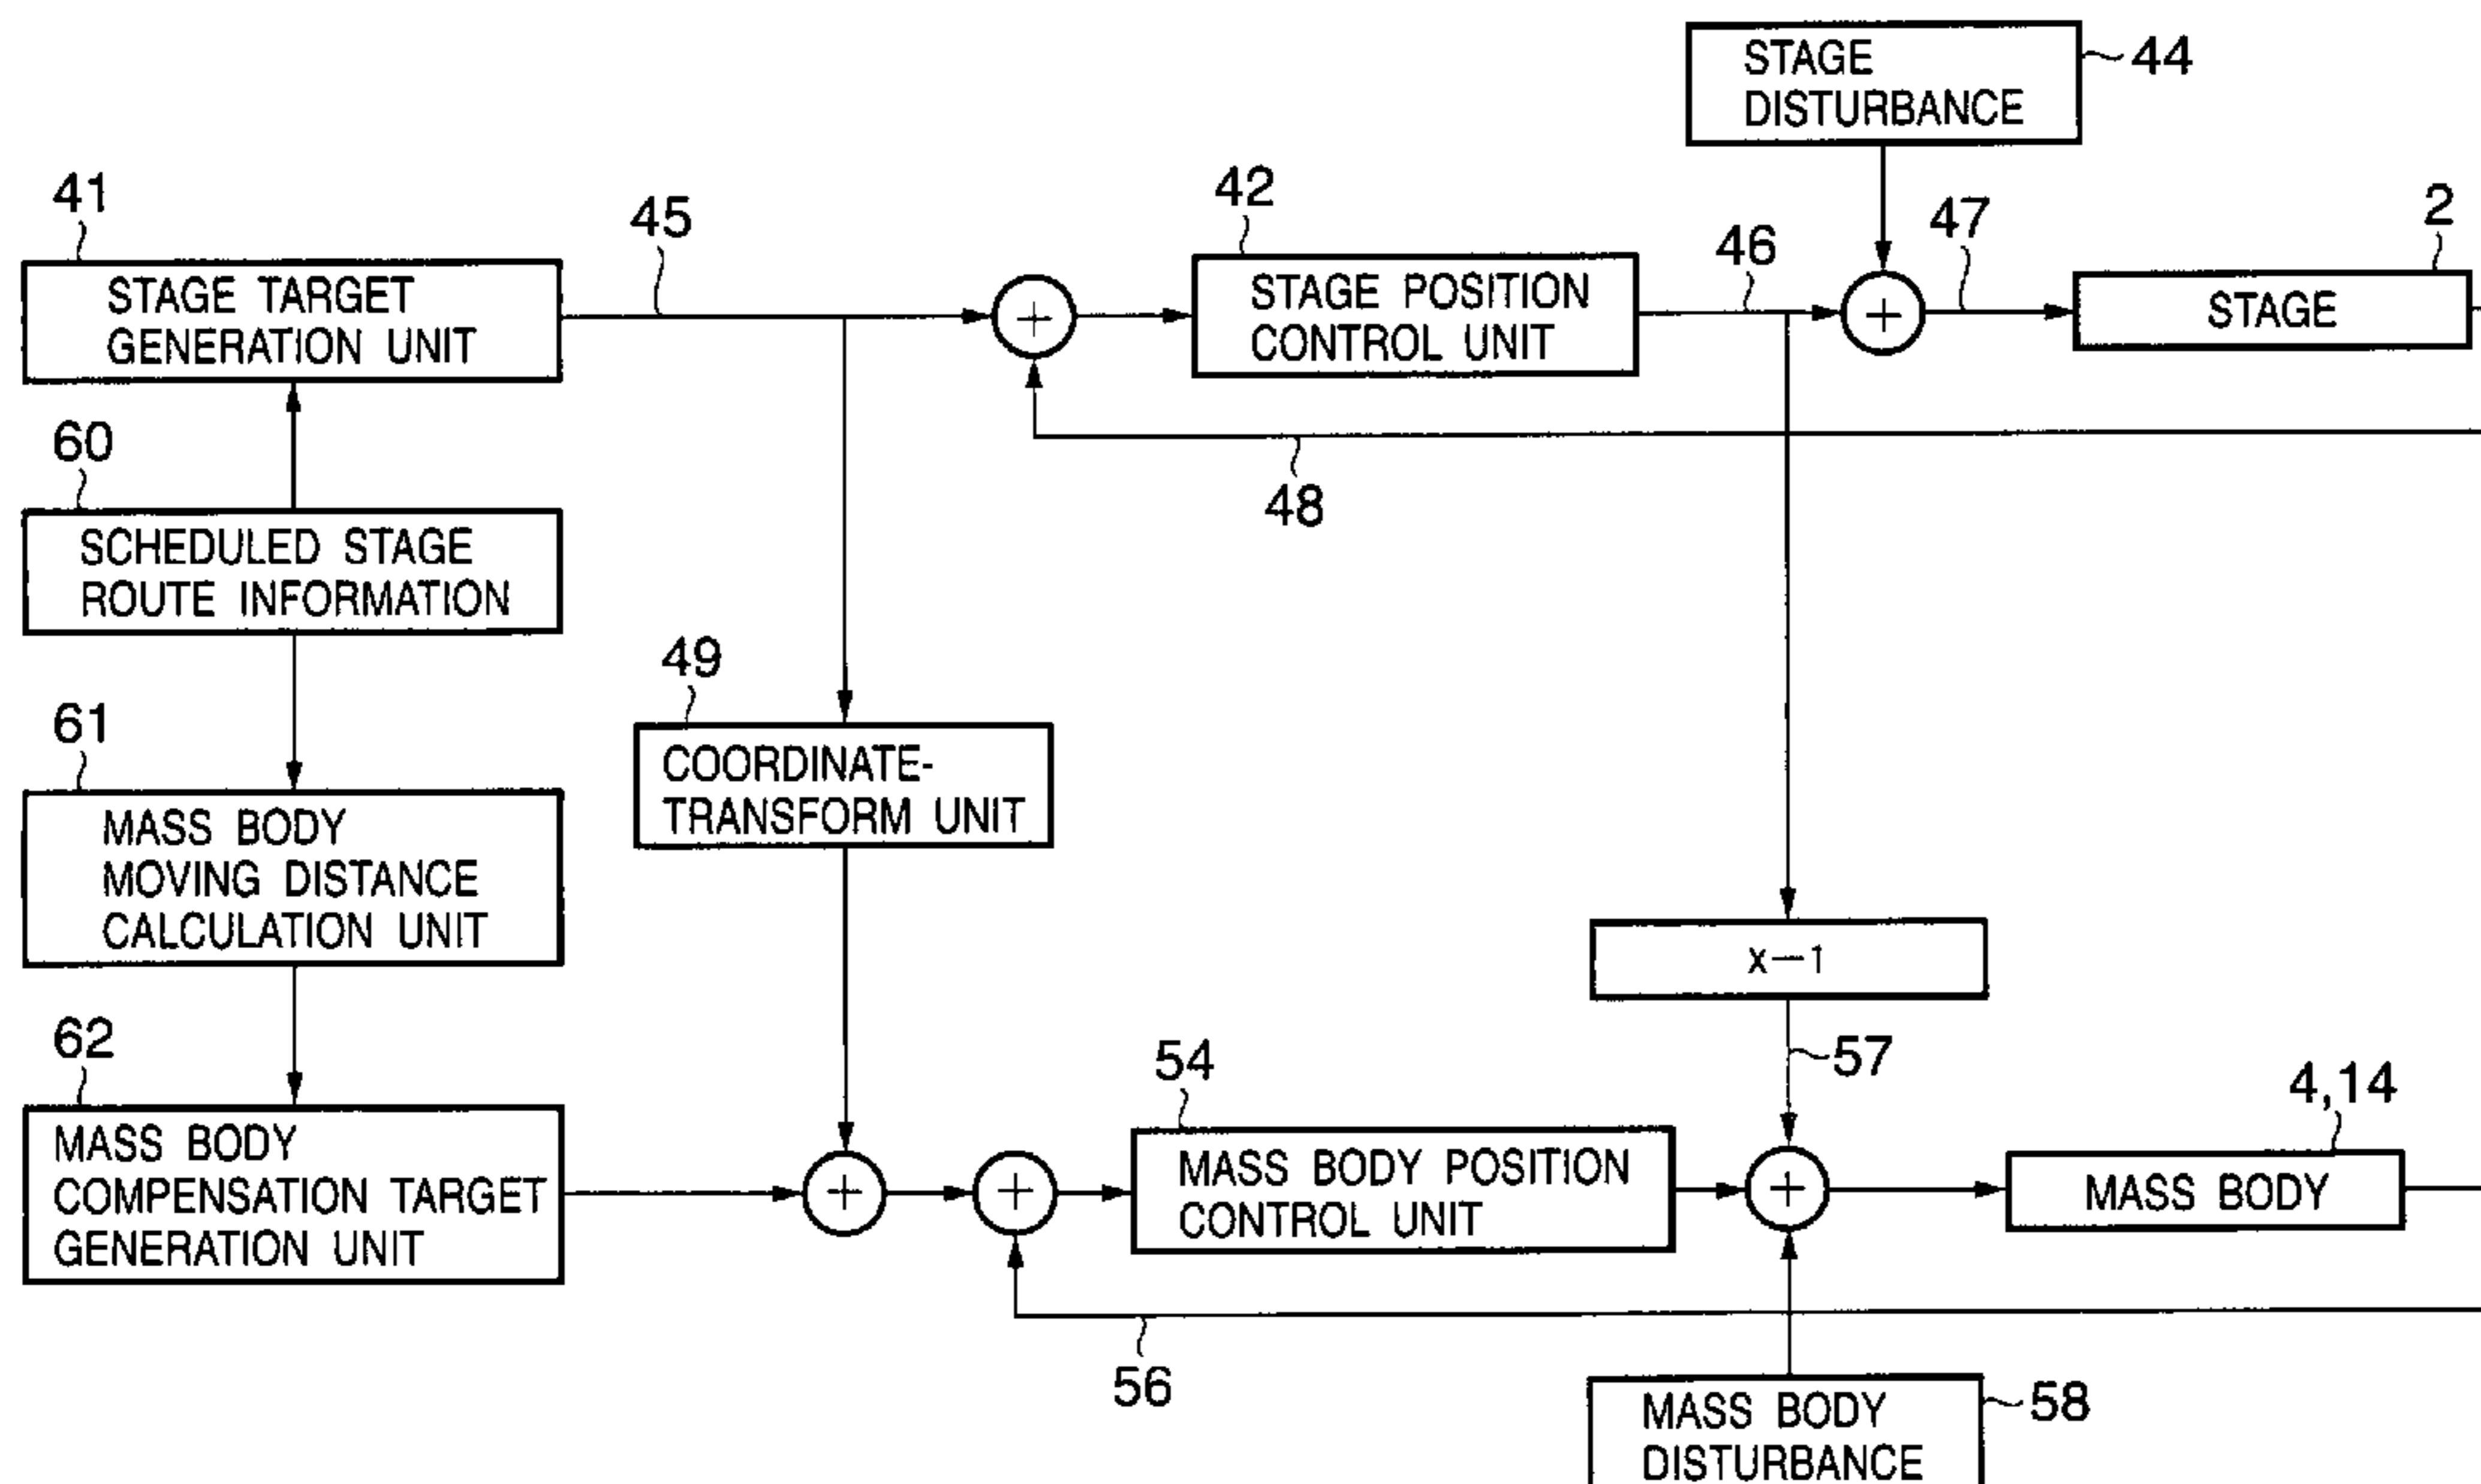 STAGE
DISTURBANCE
44
41
45
42
46
47
2
STAGE TARGET
GENERATION UNIT
+
STAGE POSITION
CONTROL UNIT
+
STAGE
60
48
SCHEDULED STAGE
ROUTE INFORMATION
49
61
COORDINATE-
TRANSFORM UNIT
MASS BODY
MOVING DISTANCE
CALCULATION UNIT
x-1
57
62
54
4,14
MASS BODY
COMPENSATION TARGET
GENERATION UNIT
+
+
MASS BODY POSITION
CONTROL UNIT
+
MASS BODY
56
MASS BODY
DISTURBANCE
58